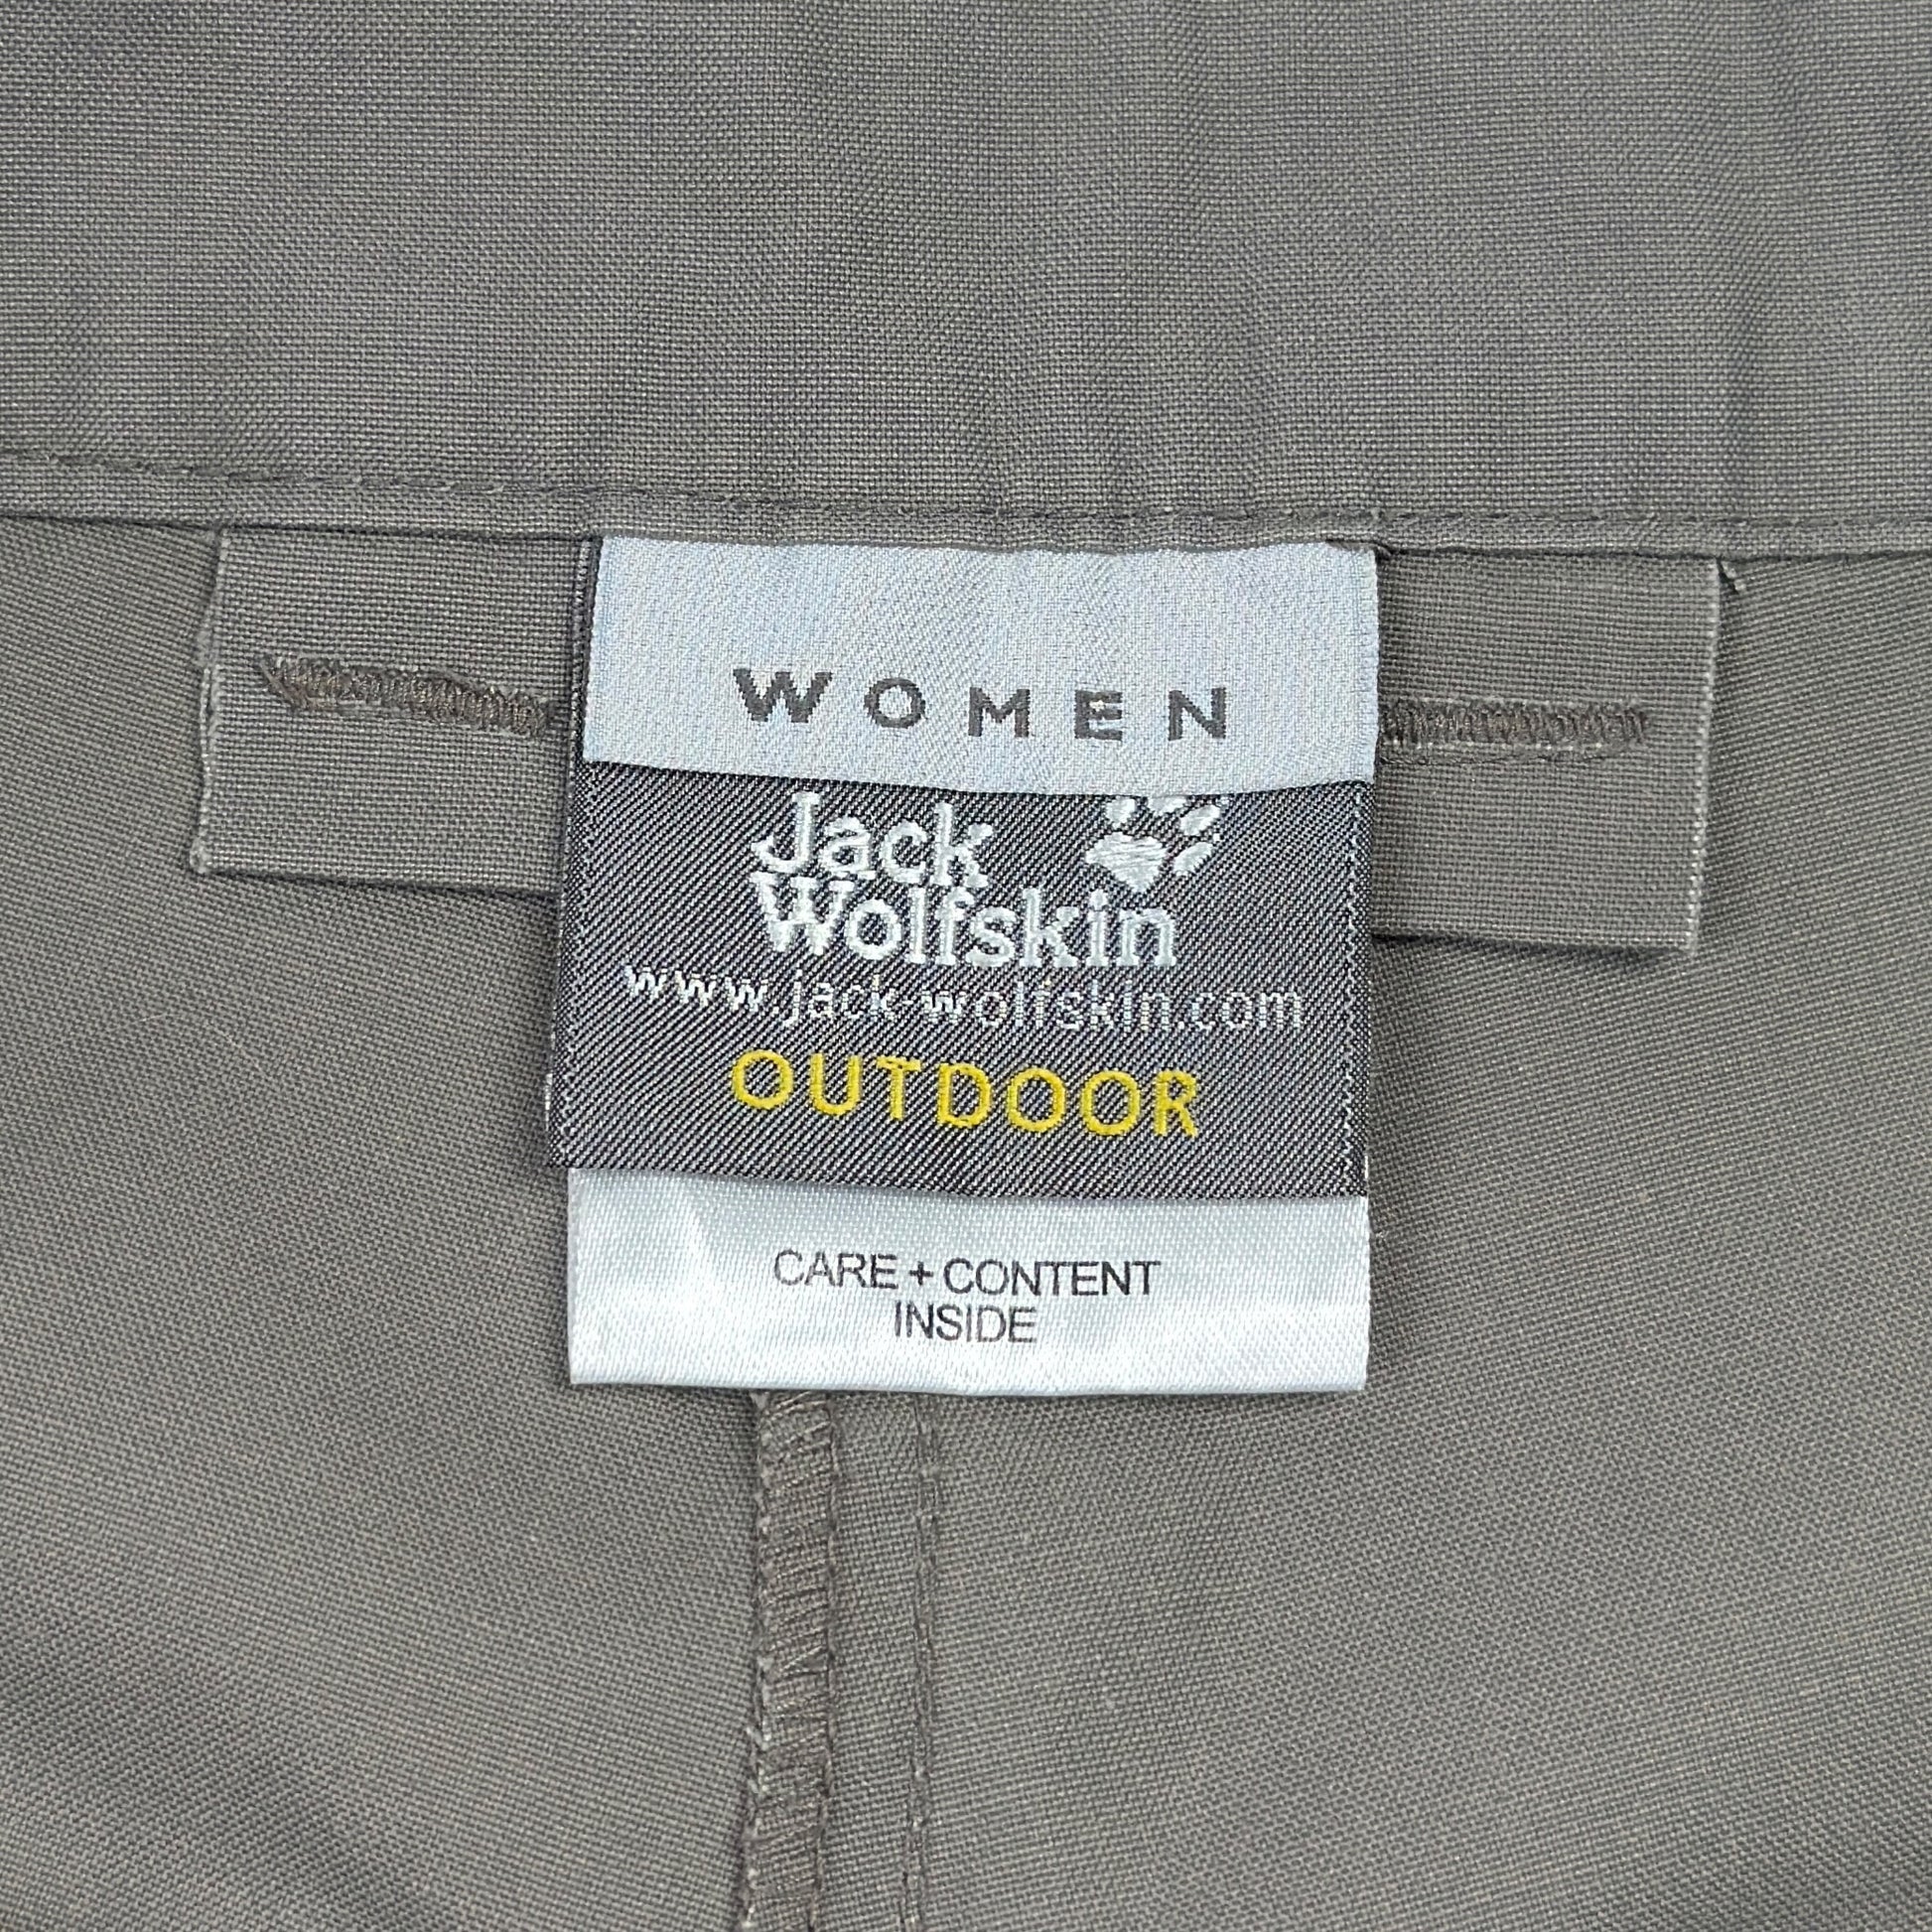 WOMEN
Jack
Wolfskin
www.jack-wolfskin.com
OUTDOOR
CARE + CONTENT
INSIDE